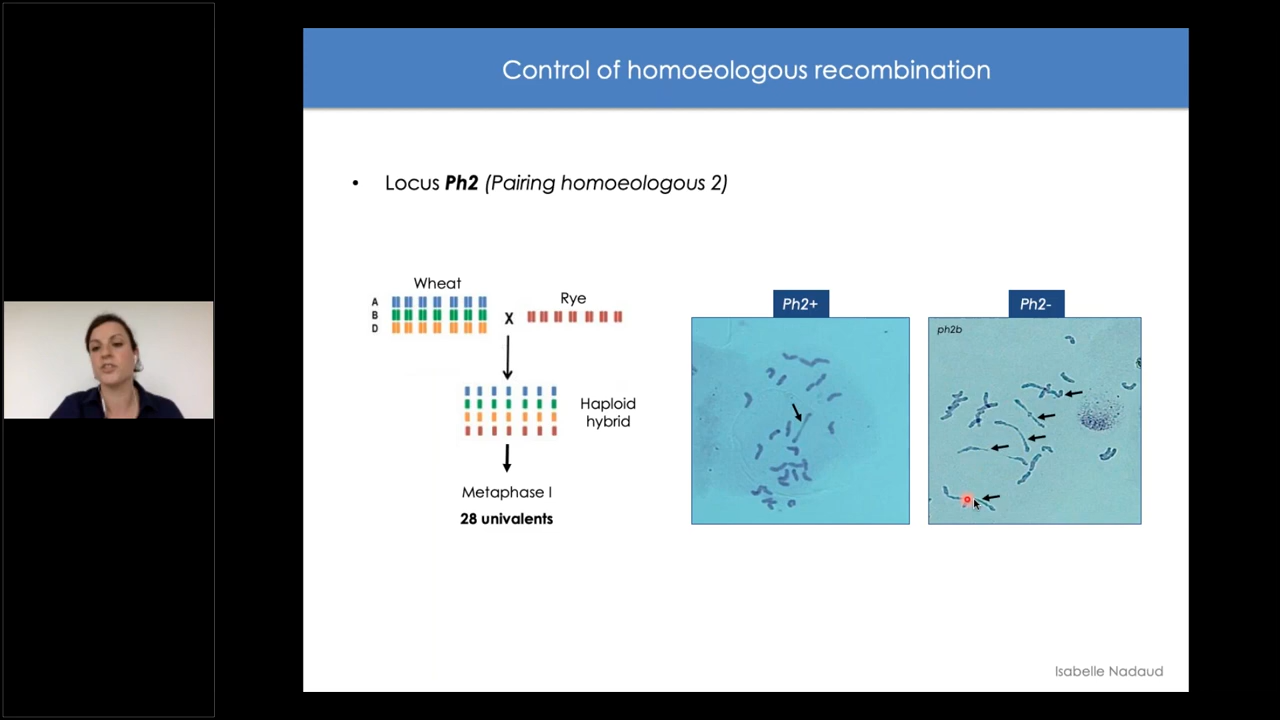 Control of homoeologous recombination
• Locus Ph2 (Pairing homoeologous 2)
Wheat
A
B
D
X
Rye
Haploid
hybrid
Metaphase I
28 univalents
Ph2+
Ph2-
ph2b
Isabelle Nadaud